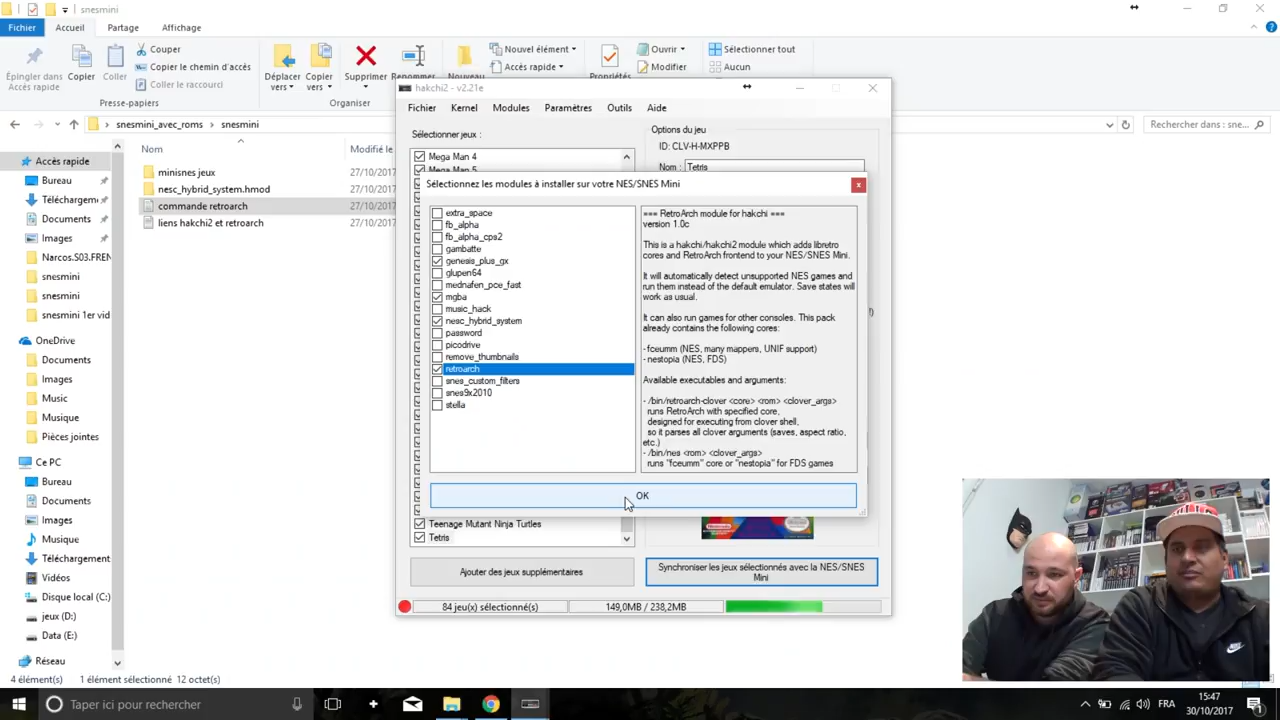 snesmini
Fichier
Accueil
Partage
Affichage
Épingler dans
Accès rapide
Copier
Coller
Couper
Copier le chemin d'accès
Coller le raccourci
Presse-papiers
Déplacer
vers
Copier
vers
Supprimer
Renommer
Organiser
Nouveau
Nouvel élément
Accès rapide
Propriétés
Ouvrir
Modifier
Sélectionner tout
Aucun
snesmini_avec_roms > snesmini
Rechercher dans : sne...
Nom
Modifié le
minisnes jeux
27/10/2017
nesc_hybrid_system.hmod
27/10/2017
commande retroarch
27/10/2017
liens hakchi2 et retroarch
27/10/2017
Accès rapide
Bureau
Téléchargem
Documents
Images
Narcos.S03.FREN
snesmini
snesmini
snesmini 1er vid
OneDrive
Documents
Images
Music
Musique
Pièces jointes
Ce PC
Bureau
Documents
Images
Musique
Téléchargement
Vidéos
Disque local (C:
jeux (D:)
Data (E:)
Réseau
4 élément(s)
1 élément sélectionné 12 octet(s)
hakchi2 - v2.21e
Fichier
Kernel
Modules
Paramètres
Outils
Aide
Sélectionner jeux :
Mega Man 4
Mega Man 5
Options du jeu
ID: CLV-H-MXPPB
Nom :
Tetris
Sélectionnez les modules à installer sur votre NES/SNES Mini
extra_space
fb_alpha
fb_alpha_cps2
gambatte
genesis_plus_gx
glupen64
mednafen_pce_fast
mgba
music_hack
nesc_hybrid_system
password
picodrive
remove_thumbnails
retroarch
snes_custom_filters
snes9x2010
stella
=== RetroArch module for hakchi ===
version 1.0c
This is a hakchi/hakchi2 module which adds libretro
cores and RetroArch frontend to your NES/SNES Mini.
It will automatically detect unsupported NES games and
run them instead of the default emulator. Save states will
work as usual.
It can also run games for other consoles. This pack
already contains the following cores:
- fceumm (NES, many mappers, UNIF support)
- nestopia (NES, FDS)
Available executables and arguments:
- /bin/retroarch-clover <core> <rom> <clover_args>
runs RetroArch with specified core,
designed for executing from clover shell,
so it parses all clover arguments (saves, aspect ratio,
etc.)
- /bin/nes <rom> <clover_args>
runs "fceumm" core or "nestopia" for FDS games
OK
Teenage Mutant Ninja Turtles
Tetris
Ajouter des jeux supplémentaires
Synchroniser les jeux sélectionnés avec la NES/SNES
Mini
84 jeu(x) sélectionné(s)
149,0MB / 238,2MB
Taper ici pour rechercher
FRA
15:47
30/10/2017